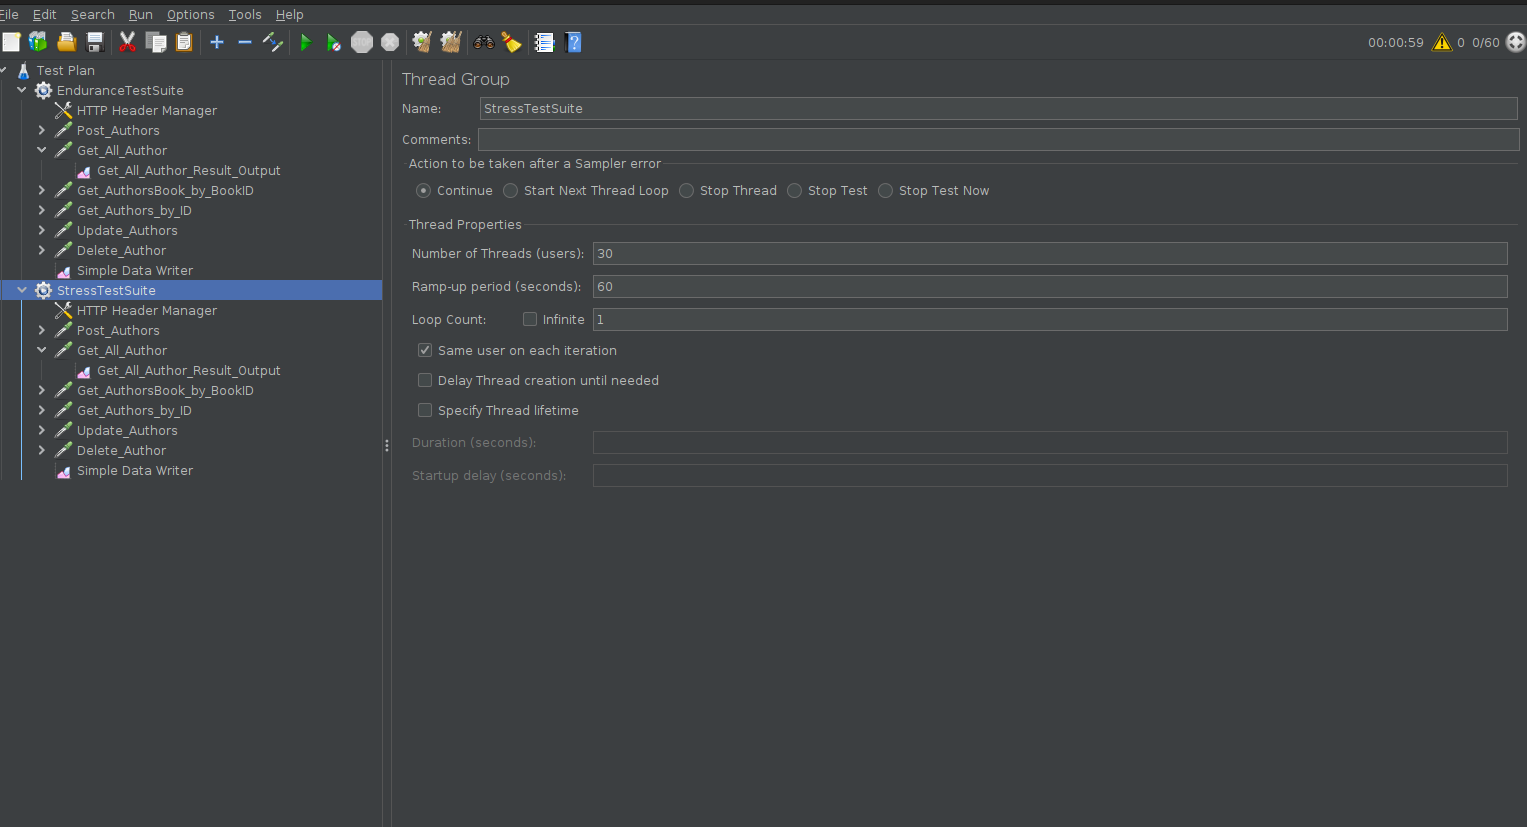 File Edit Search Run Options Tools Help
STOP
00:00:59 0 0/60
Test Plan
EnduranceTestSuite
HTTP Header Manager
Post_Authors
Get_All_Author
Get_All_Author_Result_Output
Get_AuthorsBook_by_BookID
Get_Authors_by_ID
Update_Authors
Delete_Author
Simple Data Writer
StressTestSuite
HTTP Header Manager
Post_Authors
Get_All_Author
Get_All_Author_Result_Output
Get_AuthorsBook_by_BookID
Get_Authors_by_ID
Update_Authors
Delete_Author
Simple Data Writer
Thread Group
Name: StressTestSuite
Comments:
Action to be taken after a Sampler error
Continue Start Next Thread Loop Stop Thread Stop Test Stop Test Now
Thread Properties
Number of Threads (users): 30
Ramp-up period (seconds): 60
Loop Count: Infinite 1
Same user on each iteration
Delay Thread creation until needed
Specify Thread lifetime
Duration (seconds):
Startup delay (seconds):